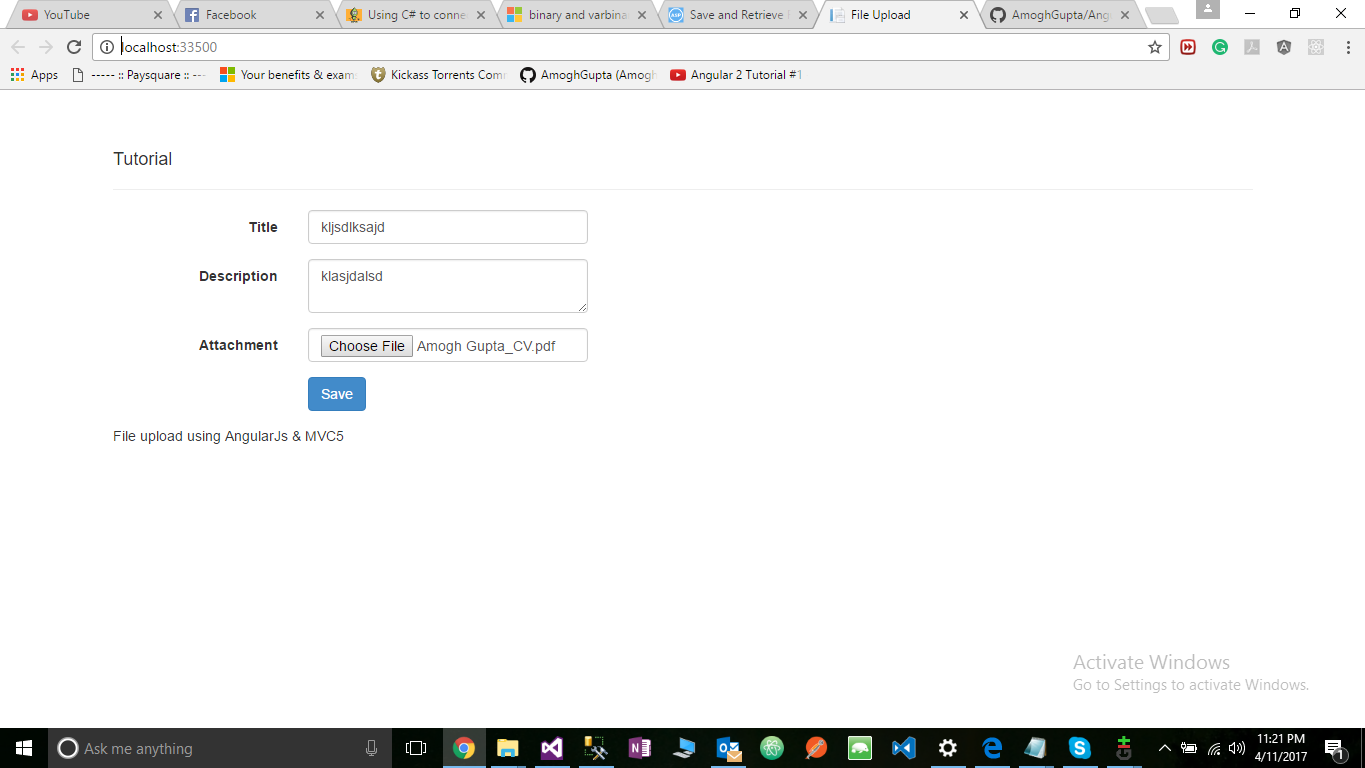 YouTube
Facebook
Using C# to conne
binary and varbina
Save and Retrieve
File Upload
AmoghGupta/Ang
localhost:33500
Apps
----- :: Paysquare :: ---
Your benefits & exam
Kickass Torrents Com
AmoghGupta (Amogh
Angular 2 Tutorial #1
Tutorial
Title
kljsdlksajd
Description
klasjdalsd
Attachment
Choose File Amogh Gupta_CV.pdf
Save
File upload using AngularJs & MVC5
Activate Windows
Go to Settings to activate Windows.
Ask me anything
11:21 PM
4/11/2017
1